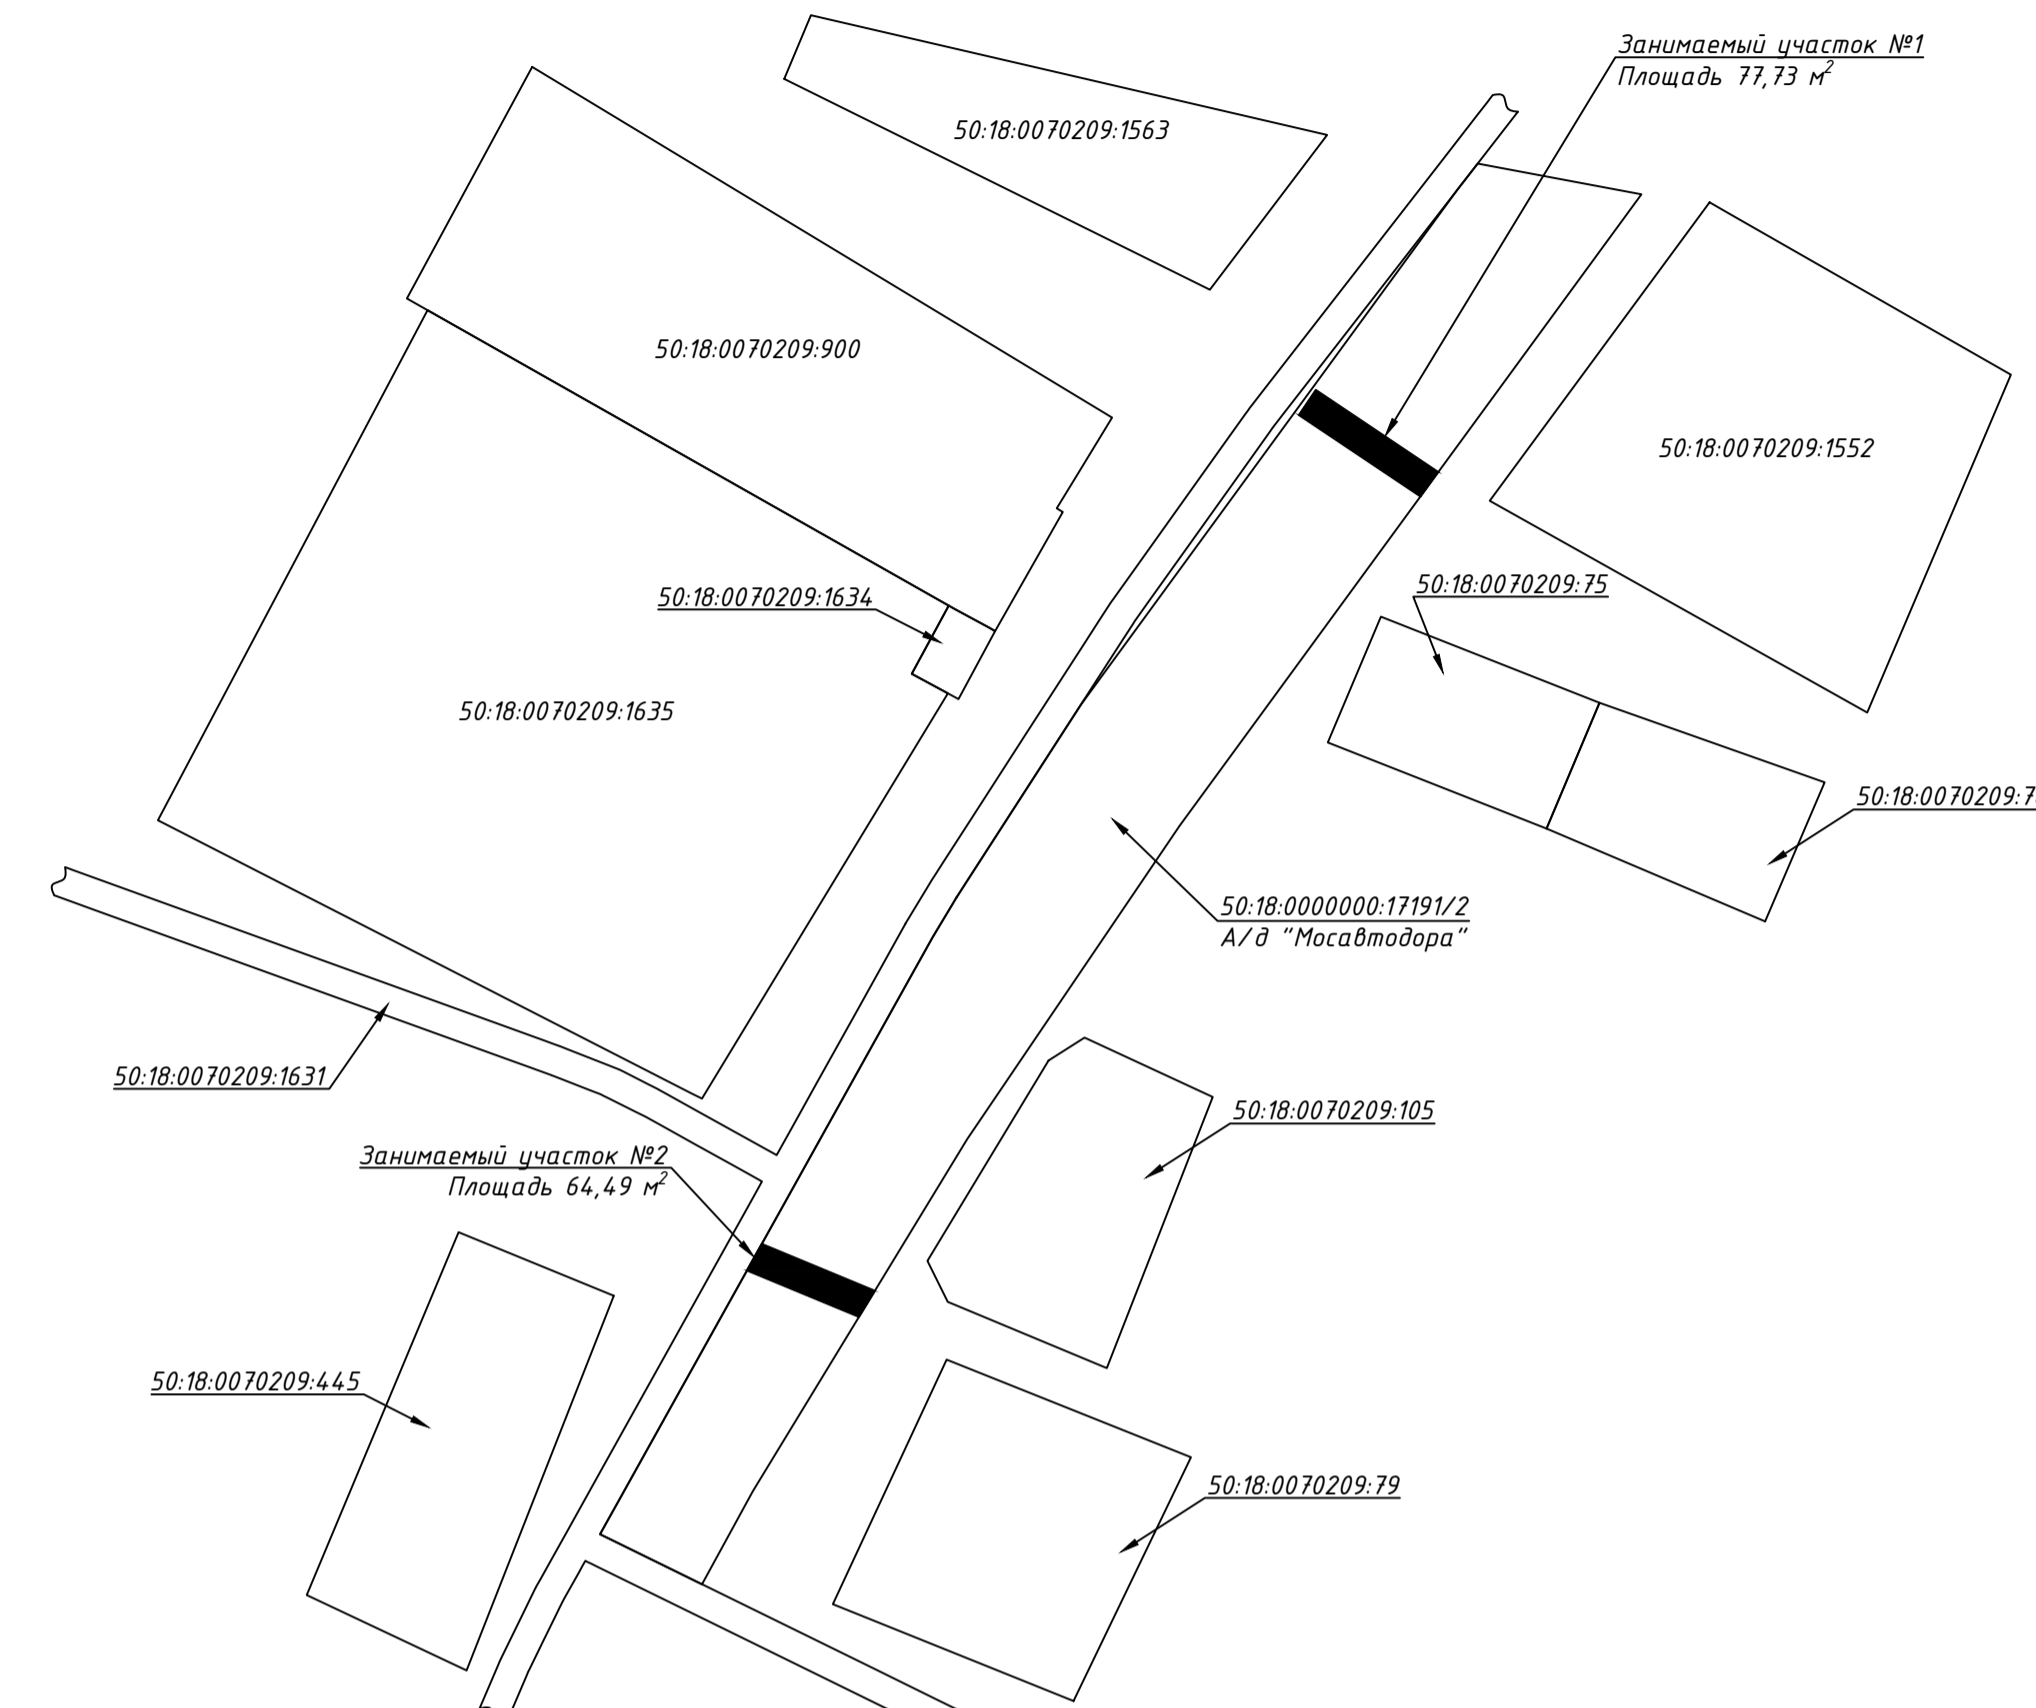 Занимаемый участок №1
Площадь 77,73 м²
50:18:0070209:1563
50:18:0070209:900
50:18:0070209:1552
50:18:0070209:75
50:18:0070209:1634
50:18:0070209:1635
50:18:0000000:17191/2
А/д "Мосавтодора"
50:18:0070209:1631
50:18:0070209:105
Занимаемый участок №2
Площадь 64,49 м²
50:18:0070209:445
50:18:0070209:79